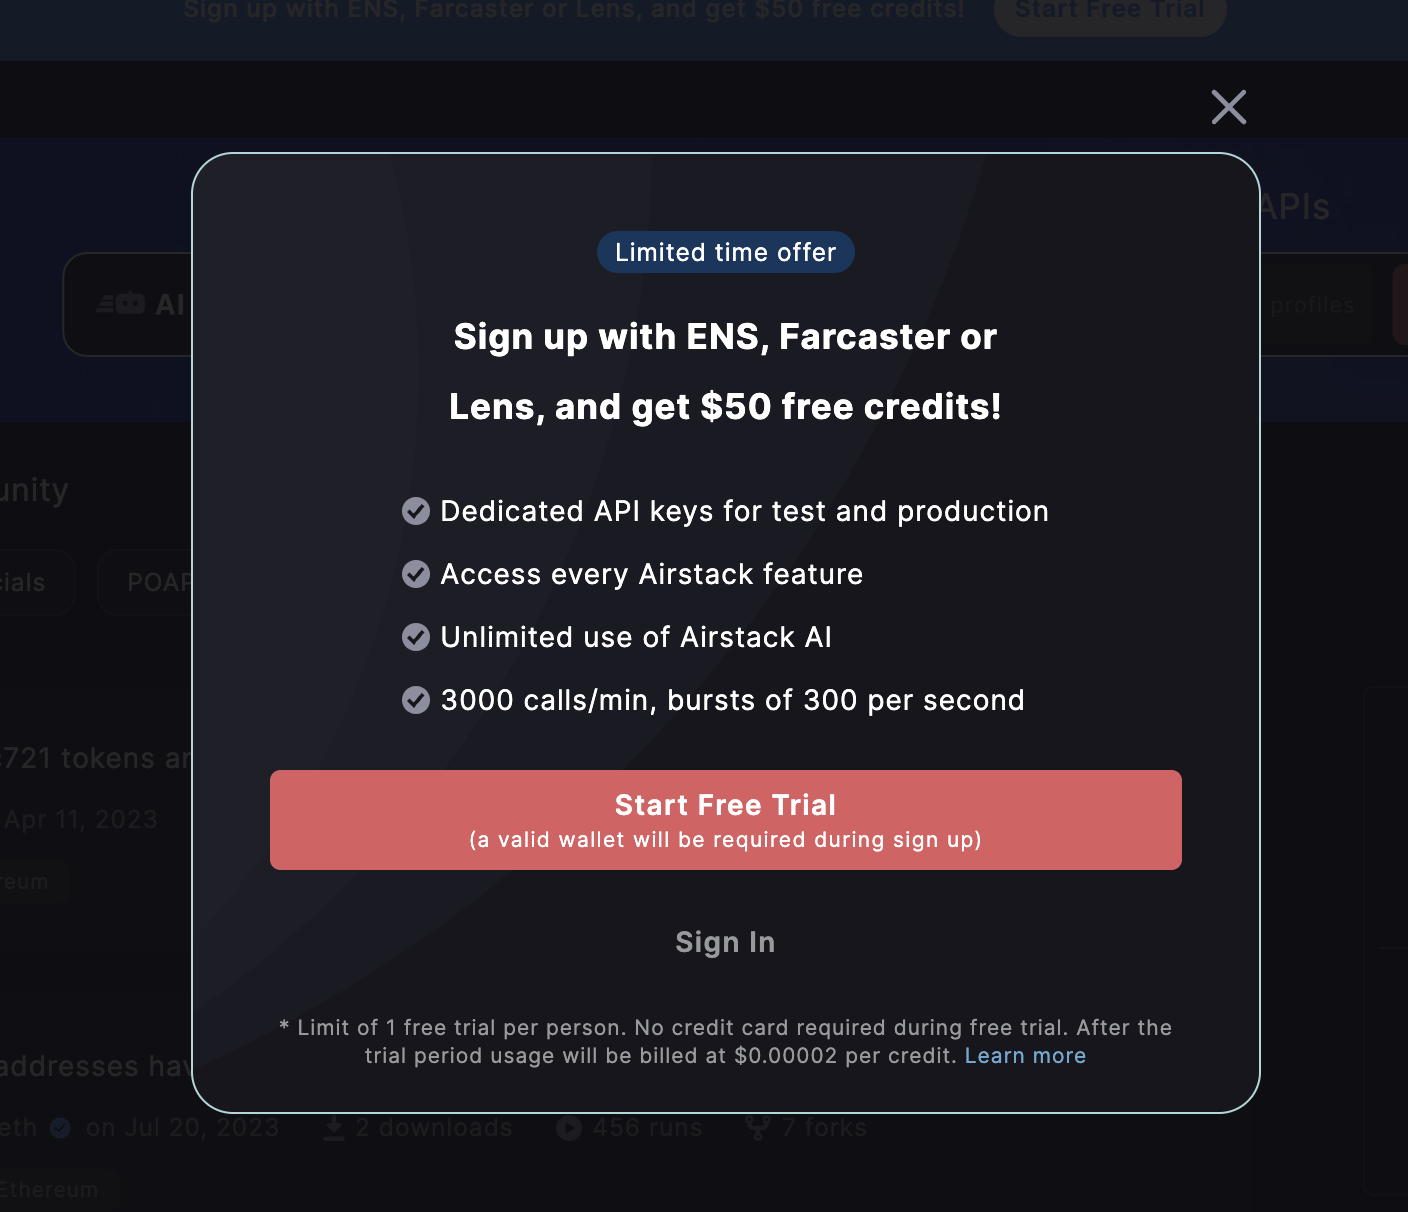 Sign up with ENS, Farcaster or Lens, and get $50 free credits! Start Free Trial
APIs
AI
profiles
Limited time offer
Sign up with ENS, Farcaster or
Lens, and get $50 free credits!
unity
cials POAP
Dedicated API keys for test and production
Access every Airstack feature
Unlimited use of Airstack AI
3000 calls/min, bursts of 300 per second
721 tokens ar
Apr 11, 2023
reum
Start Free Trial
(a valid wallet will be required during sign up)
Sign In
* Limit of 1 free trial per person. No credit card required during free trial. After the
trial period usage will be billed at $0.00002 per credit. Learn more
addresses hav
eth on Jul 20, 2023 2 downloads 456 runs 7 forks
Ethereum